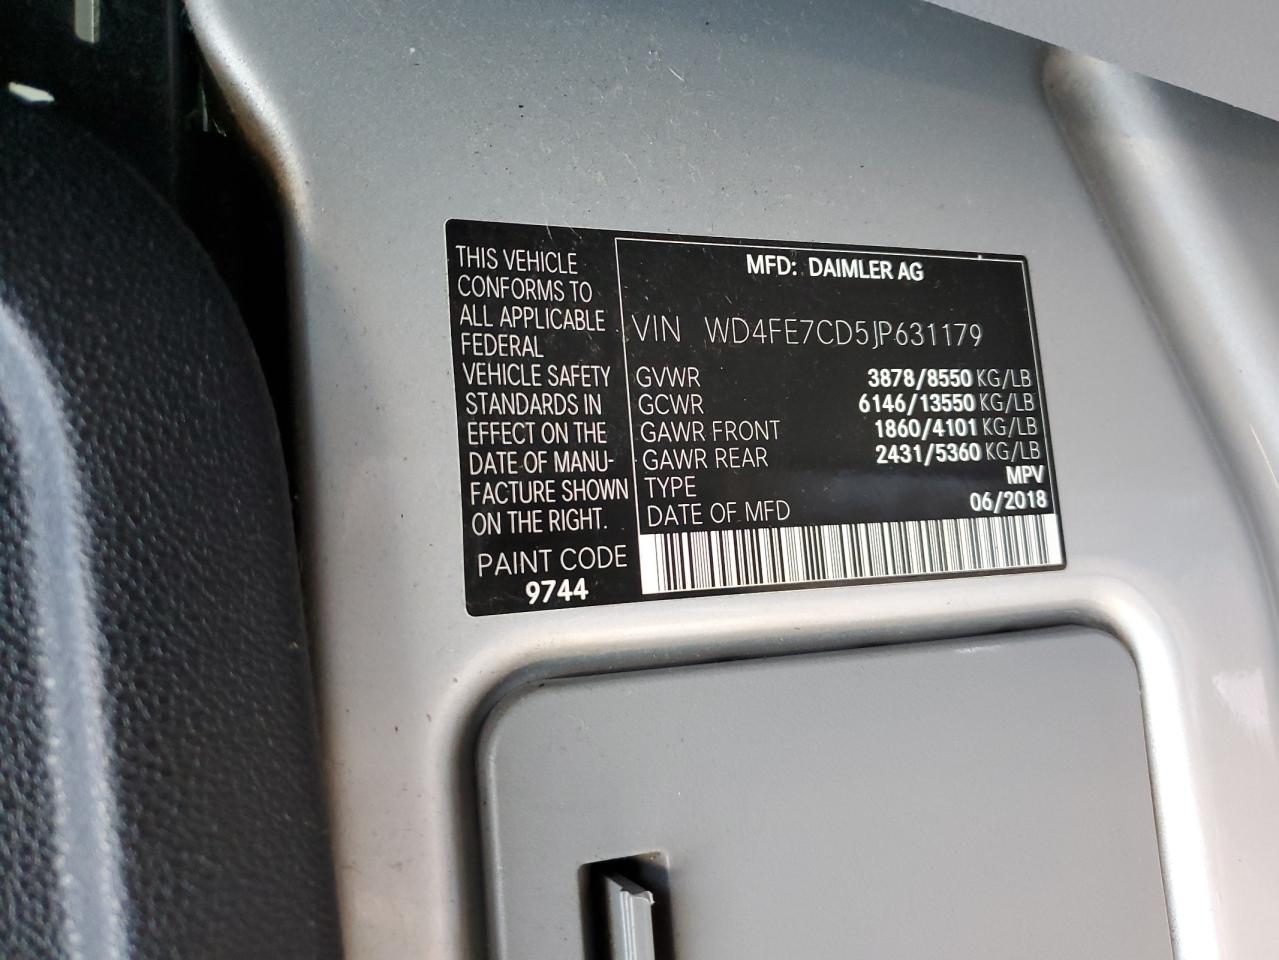 THIS VEHICLE
CONFORMS TO
ALL APPLICABLE
FEDERAL
VEHICLE SAFETY
STANDARDS IN
EFFECT ON THE
DATE OF MANU-
FACTURE SHOWN
ON THE RIGHT.
PAINT CODE
9744
MFD: DAIMLER AG
VIN WD4FE7CD5JP631179
GVWR 3878/8550 KG/LB
GCWR 6146/13550 KG/LB
GAWR FRONT 1860/4101 KG/LB
GAWR REAR 2431/5360 KG/LB
TYPE MPV
DATE OF MFD 06/2018